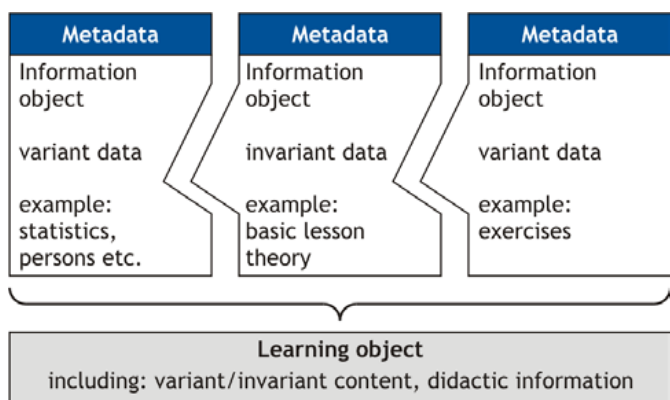 Metadata
Information
object
variant data
example:
statistics,
persons etc.
Metadata
Information
object
invariant data
example:
basic lesson
theory
Metadata
Information
object
variant data
example:
exercises
Learning object
including: variant/invariant content, didactic information